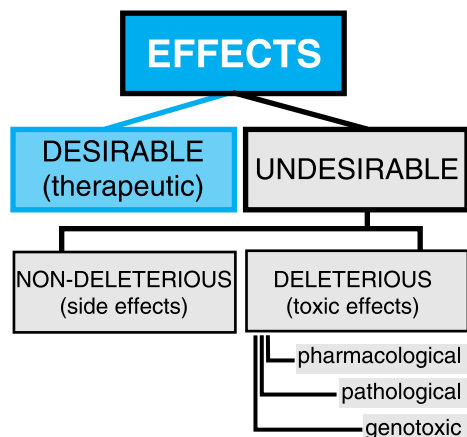 EFFECTS
DESIRABLE
(therapeutic)
UNDESIRABLE
NON-DELETERIOUS
(side effects)
DELETERIOUS
(toxic effects)
pharmacological
pathological
genotoxic